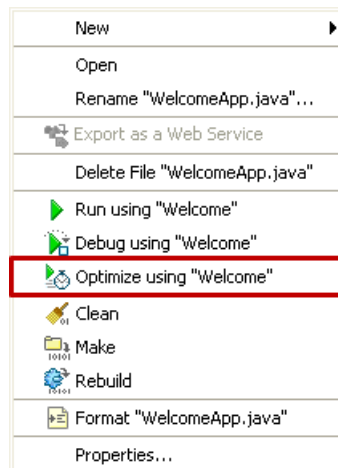 New
Open
Rename "WelcomeApp.java"...
Export as a Web Service
Delete File "WelcomeApp.java"
Run using "Welcome"
Debug using "Welcome"
Optimize using "Welcome"
Clean
Make
Rebuild
Format "WelcomeApp.java"
Properties...